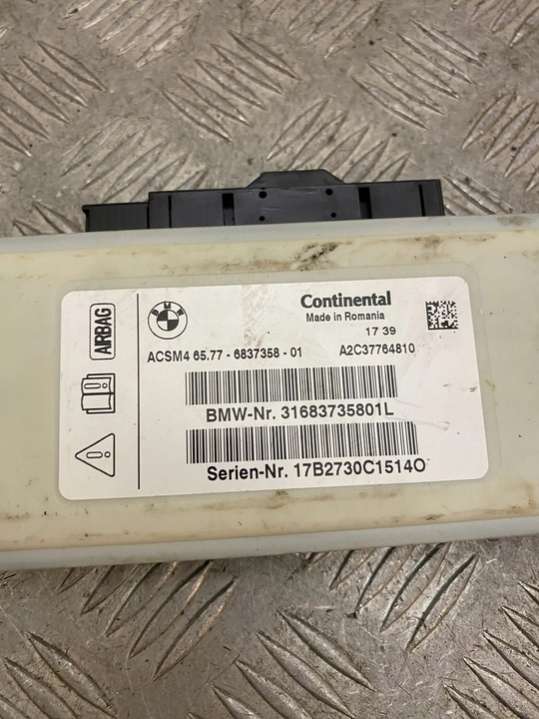 BMW
Continental
Made in Romania
17 39
AIRBAG
ACSM4 65.77 - 6837358 - 01 A2C37764810
BMW-Nr. 31683735801L
Serien-Nr. 17B2730C1514O